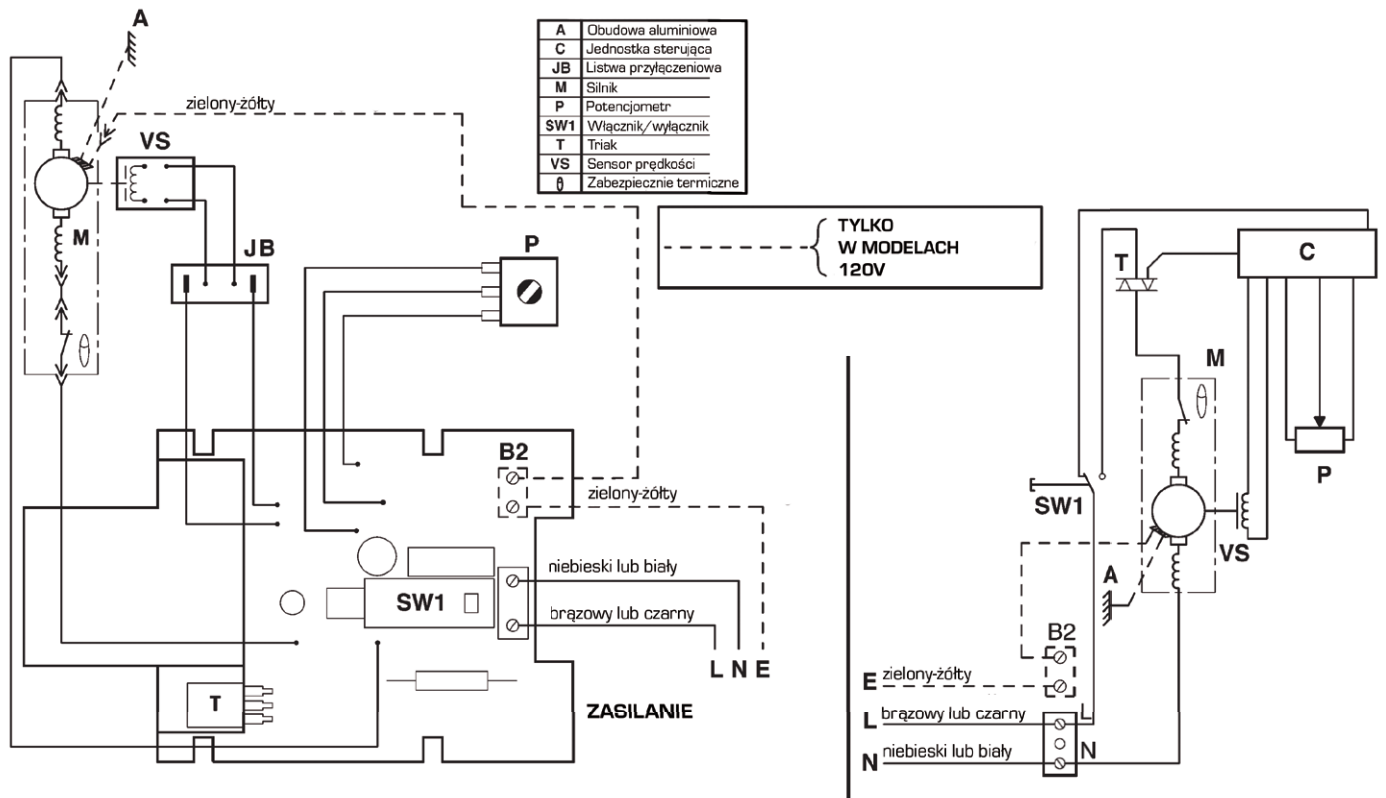 A
zielony-żółty
VS
M
JB
P
A Obudowa aluminiowa
C Jednostka sterująca
JB Listwa przyłączeniowa
M Silnik
P Potencjometr
SW1 Włącznik/wyłącznik
T Triak
VS Sensor prędkości
θ Zabezpiecznie termiczne
TYLKO
W MODELACH
120V
B2
zielony-żółty
niebieski lub biały
SW1
brązowy lub czarny
L N E
T
ZASILANIE
T
C
M
P
SW1
VS
A
B2
E zielony-żółty
L brązowy lub czarny L
N niebieski lub biały N